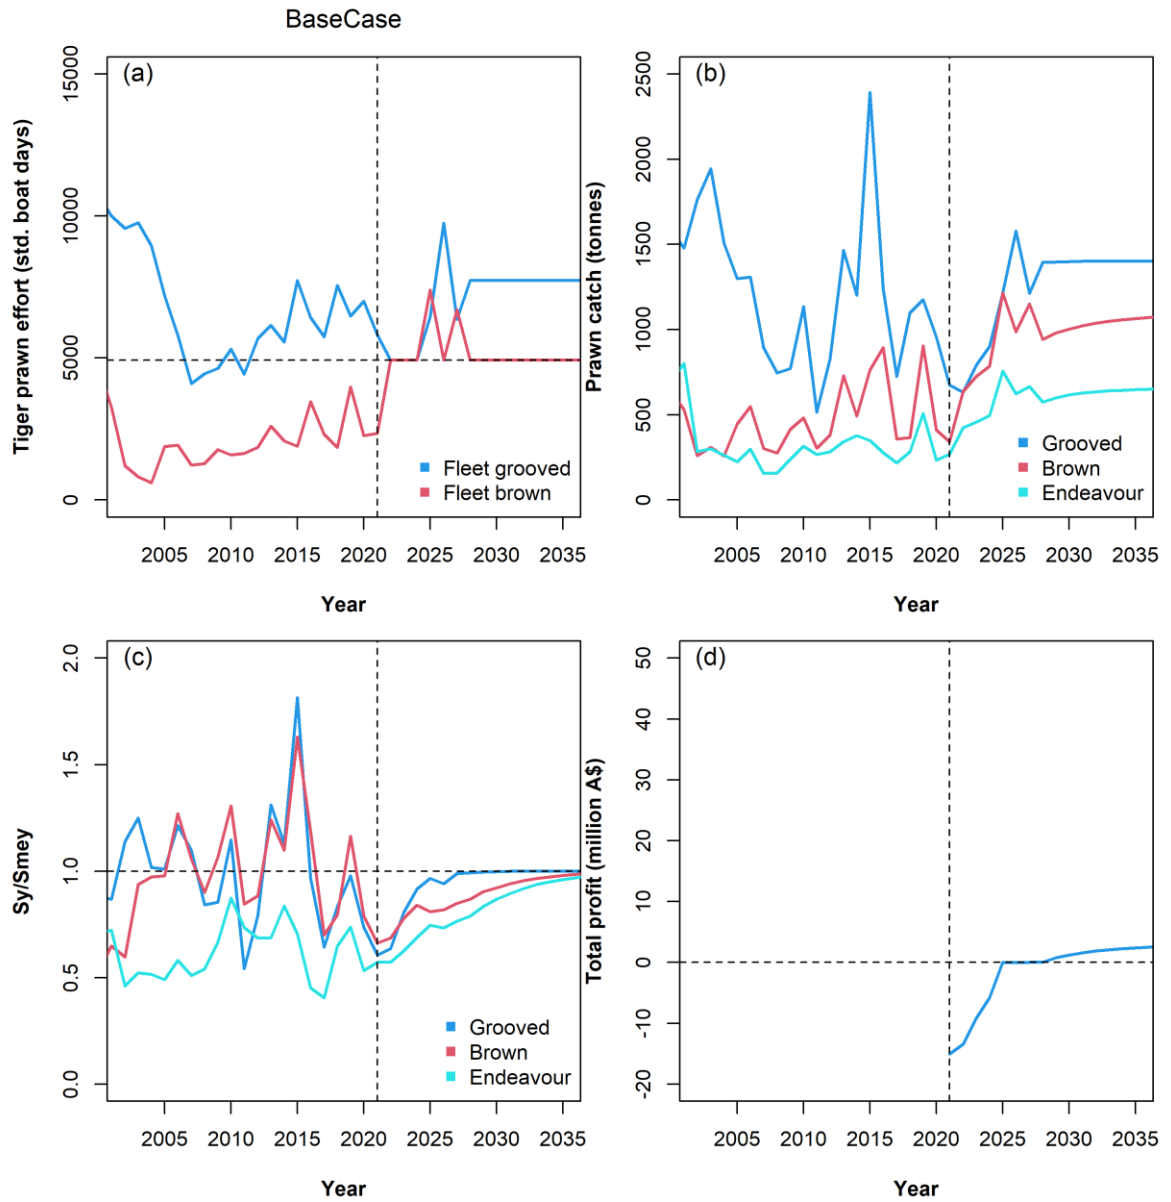 BaseCase
(a)
Tiger prawn effort (std. boat days)
15000
10000
5000
0
Fleet grooved
Fleet brown
2005 2010 2015 2020 2025 2030 2035
Year
(b)
Prawn catch (tonnes)
2500
2000
1500
1000
500
0
Grooved
Brown
Endeavour
2005 2010 2015 2020 2025 2030 2035
Year
(c)
Sy/Smey
2.0
1.5
1.0
0.5
0.0
Grooved
Brown
Endeavour
2005 2010 2015 2020 2025 2030 2035
Year
(d)
Total profit (million A$)
50
40
30
20
10
0
-10
-20
2005 2010 2015 2020 2025 2030 2035
Year